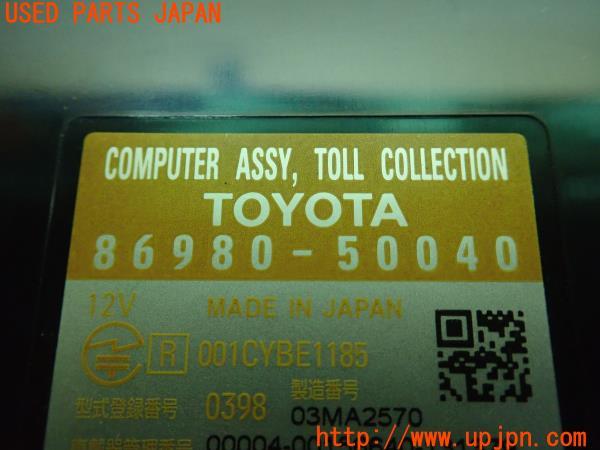 USED PARTS JAPAN
COMPUTER ASSY, TOLL COLLECTION
TOYOTA
86980-50040
12V MADE IN JAPAN
R 001CYBE1185
型式登録番号 0398 製造番号 03MA2570
http://www.upjpn.com